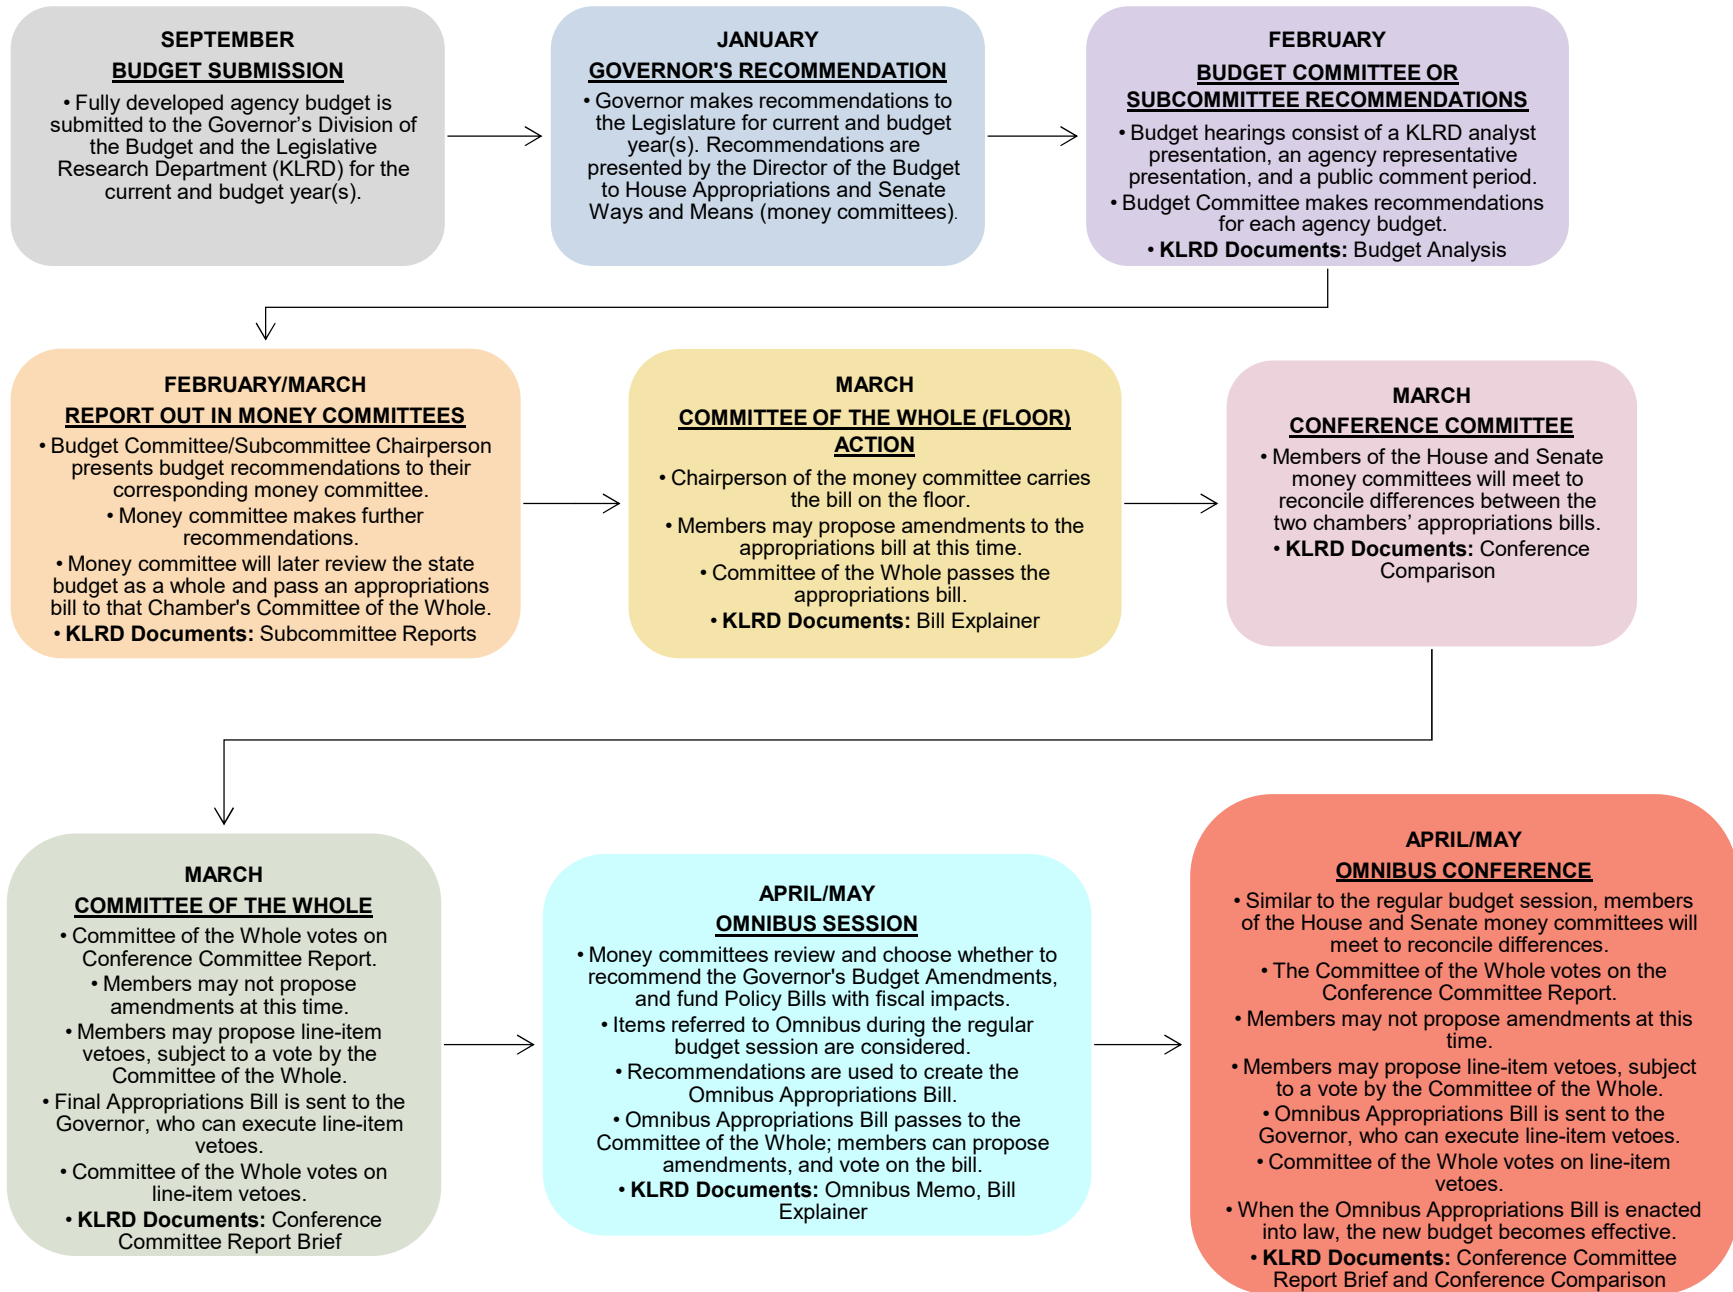 SEPTEMBER
BUDGET SUBMISSION
• Fully developed agency budget is
submitted to the Governor's Division of
the Budget and the Legislative
Research Department (KLRD) for the
current and budget year(s).
JANUARY
GOVERNOR'S RECOMMENDATION
• Governor makes recommendations to
the Legislature for current and budget
year(s). Recommendations are
presented by the Director of the Budget
to House Appropriations and Senate
Ways and Means (money committees).
FEBRUARY
BUDGET COMMITTEE OR
SUBCOMMITTEE RECOMMENDATIONS
• Budget hearings consist of a KLRD analyst
presentation, an agency representative
presentation, and a public comment period.
• Budget Committee makes recommendations
for each agency budget.
• KLRD Documents: Budget Analysis
FEBRUARY/MARCH
REPORT OUT IN MONEY COMMITTEES
• Budget Committee/Subcommittee Chairperson
presents budget recommendations to their
corresponding money committee.
• Money committee makes further
recommendations.
• Money committee will later review the state
budget as a whole and pass an appropriations
bill to that Chamber's Committee of the Whole.
• KLRD Documents: Subcommittee Reports
MARCH
COMMITTEE OF THE WHOLE (FLOOR)
ACTION
• Chairperson of the money committee carries
the bill on the floor.
• Members may propose amendments to the
appropriations bill at this time.
• Committee of the Whole passes the
appropriations bill.
• KLRD Documents: Bill Explainer
MARCH
CONFERENCE COMMITTEE
• Members of the House and Senate
money committees will meet to
reconcile differences between the
two chambers' appropriations bills.
• KLRD Documents: Conference
Comparison
MARCH
COMMITTEE OF THE WHOLE
• Committee of the Whole votes on
Conference Committee Report.
• Members may not propose
amendments at this time.
• Members may propose line-item
vetoes, subject to a vote by the
Committee of the Whole.
• Final Appropriations Bill is sent to the
Governor, who can execute line-item
vetoes.
• Committee of the Whole votes on
line-item vetoes.
• KLRD Documents: Conference
Committee Report Brief
APRIL/MAY
OMNIBUS SESSION
• Money committees review and choose whether to
recommend the Governor's Budget Amendments,
and fund Policy Bills with fiscal impacts.
• Items referred to Omnibus during the regular
budget session are considered.
• Recommendations are used to create the
Omnibus Appropriations Bill.
• Omnibus Appropriations Bill passes to the
Committee of the Whole; members can propose
amendments, and vote on the bill.
• KLRD Documents: Omnibus Memo, Bill
Explainer
APRIL/MAY
OMNIBUS CONFERENCE
• Similar to the regular budget session, members
of the House and Senate money committees will
meet to reconcile differences.
• The Committee of the Whole votes on the
Conference Committee Report.
• Members may not propose amendments at this
time.
• Members may propose line-item vetoes, subject
to a vote by the Committee of the Whole.
• Omnibus Appropriations Bill is sent to the
Governor, who can execute line-item vetoes.
• Committee of the Whole votes on line-item
vetoes.
• When the Omnibus Appropriations Bill is enacted
into law, the new budget becomes effective.
• KLRD Documents: Conference Committee
Report Brief and Conference Comparison